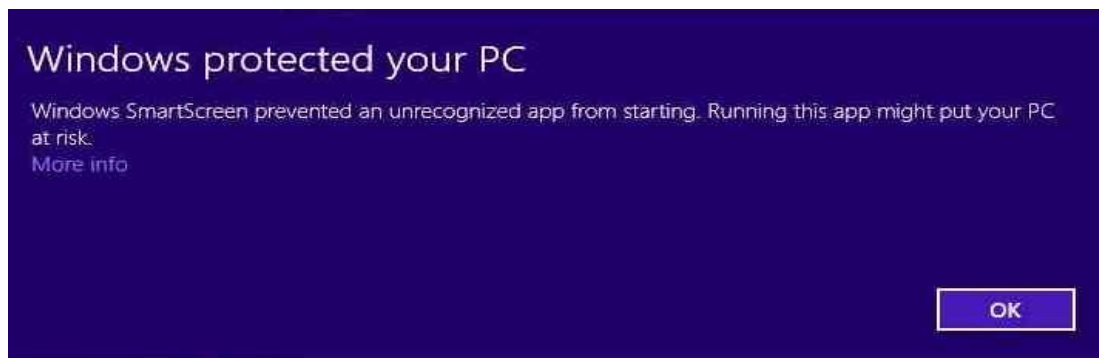 Windows protected your PC
Windows SmartScreen prevented an unrecognized app from starting. Running this app might put your PC
at risk.
More info
OK